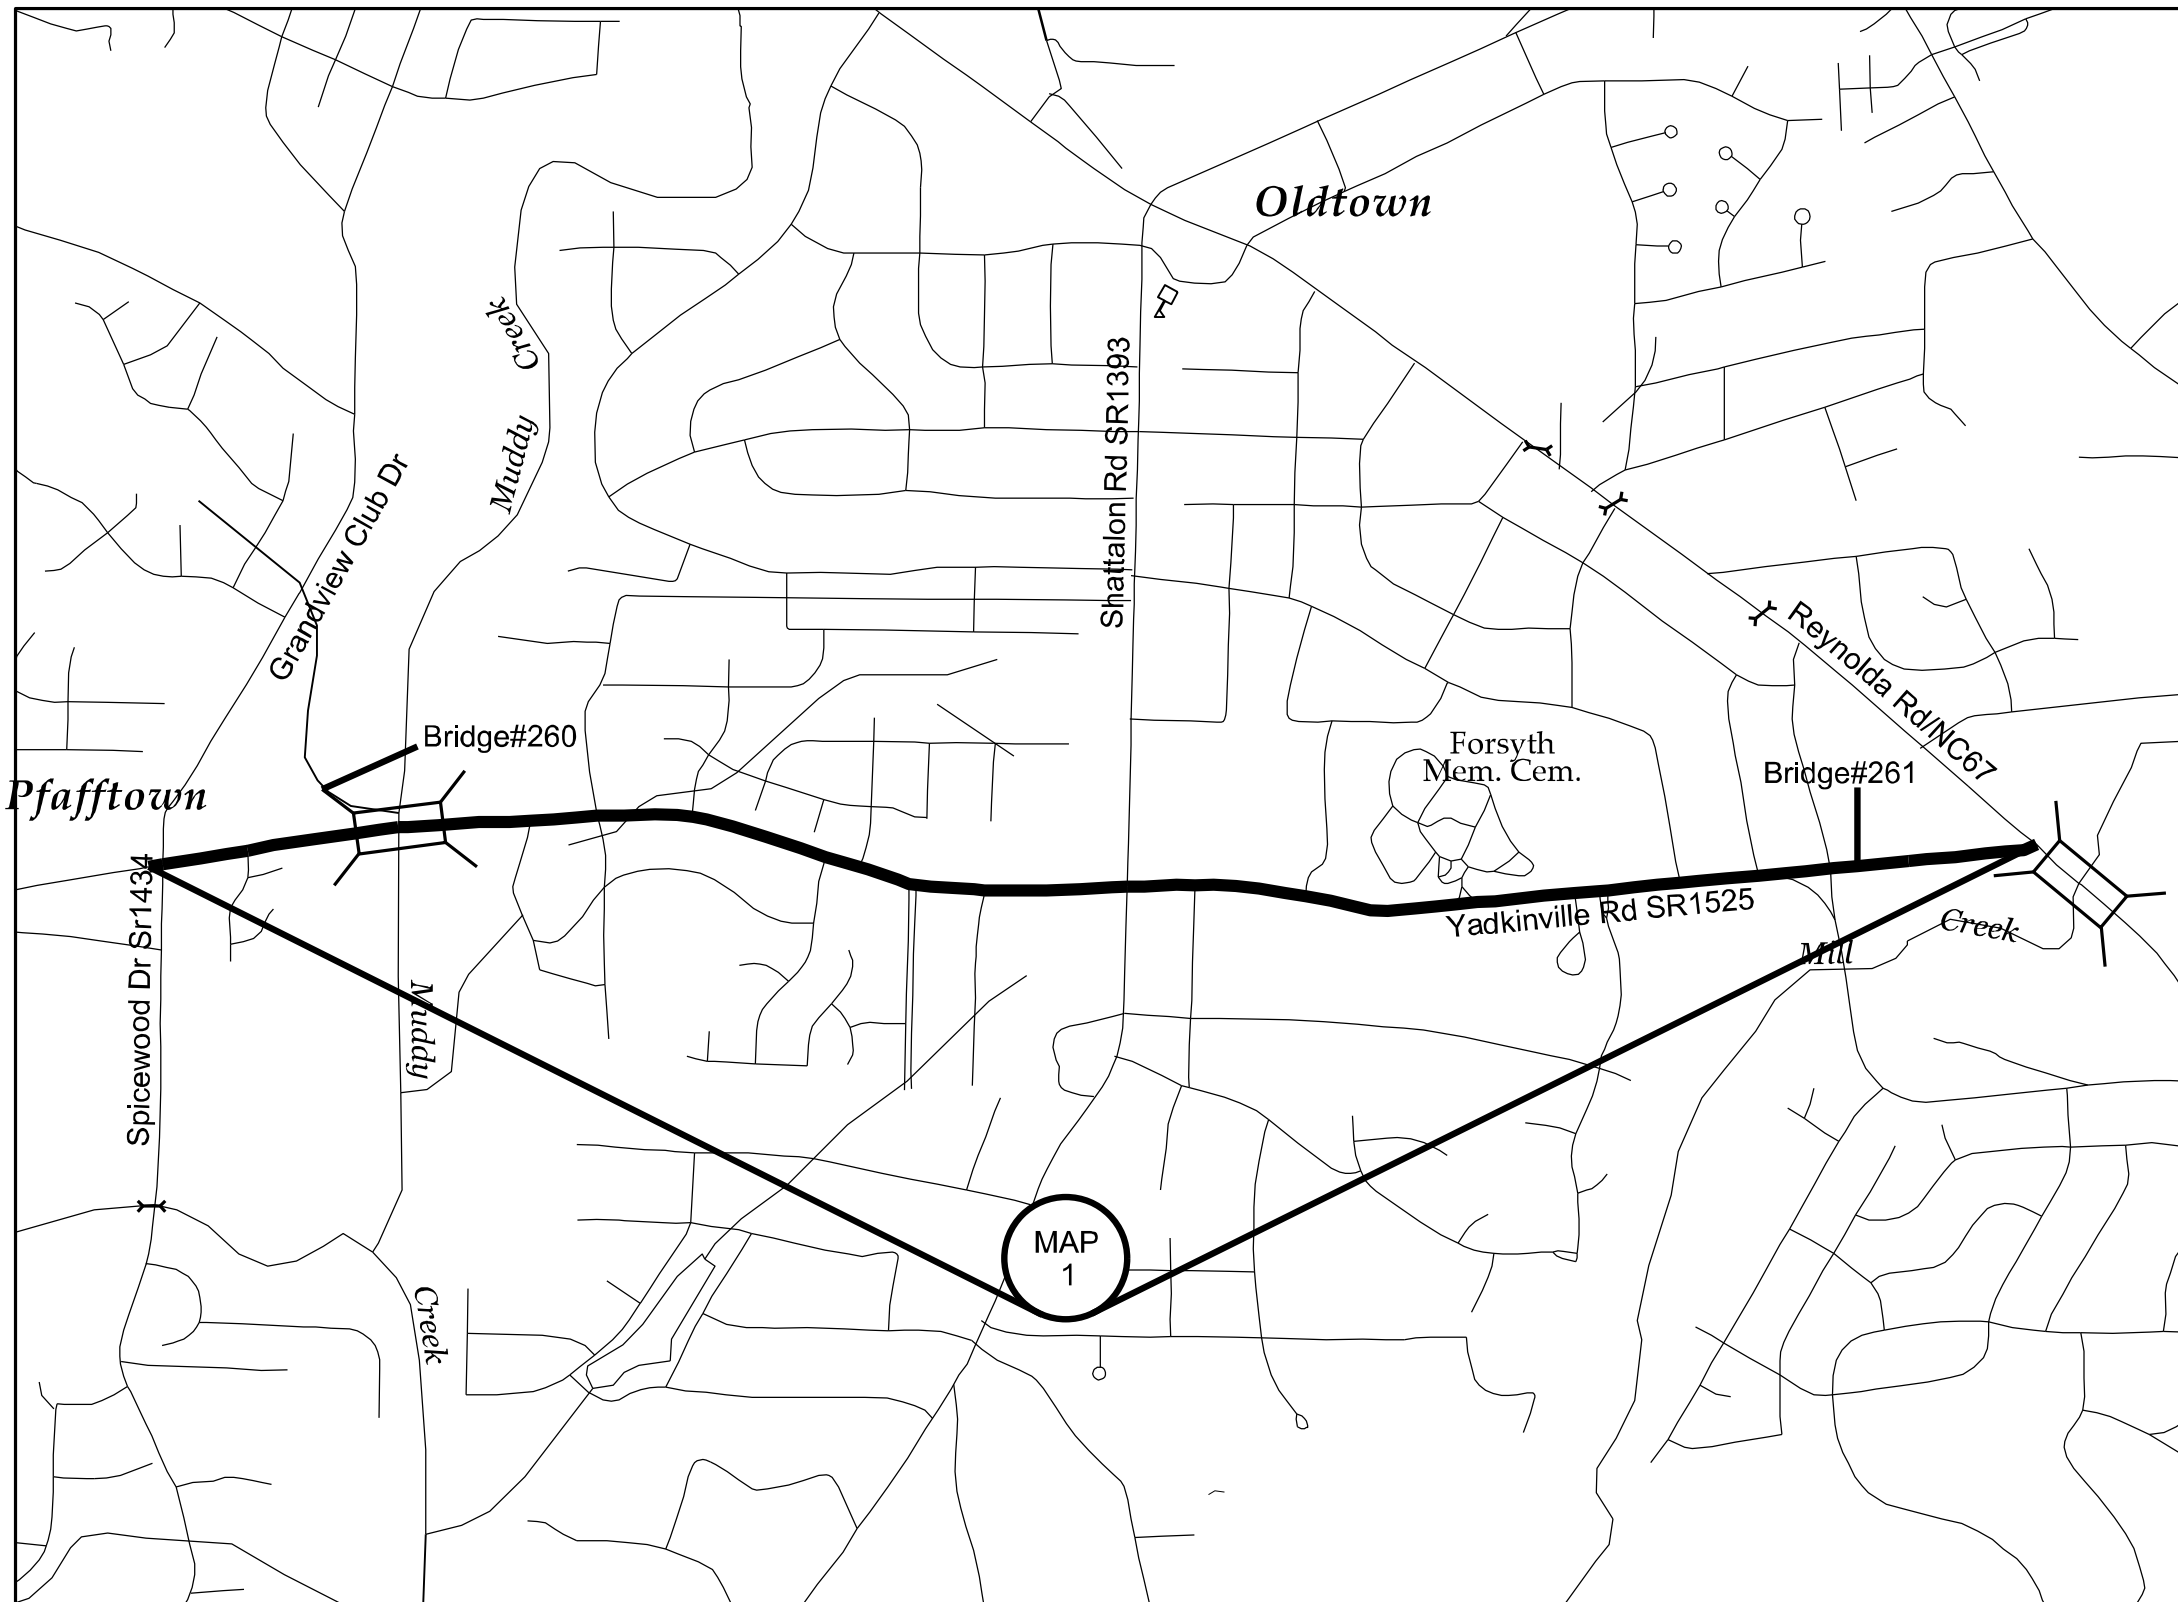 Oldtown
Creek
Muddy
Grandview Club Dr
Shattalon Rd SR1393
Reynolda Rd/NC67
Bridge#260
Forsyth
Mem. Cem.
Bridge#261
Pfafftown
Spicewood Dr Sr1434
Yadkinville Rd SR1525
Mill
Creek
Muddy
MAP
1
Creek